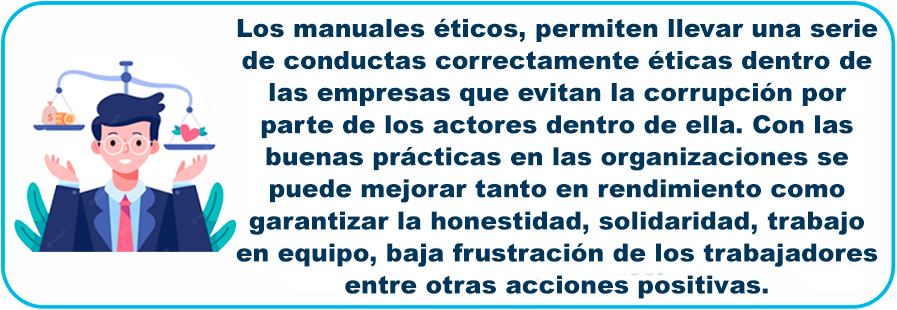 Los manuales éticos, permiten llevar una serie
de conductas correctamente éticas dentro de
las empresas que evitan la corrupción por
parte de los actores dentro de ella. Con las
buenas prácticas en las organizaciones se
puede mejorar tanto en rendimiento como
garantizar la honestidad, solidaridad, trabajo
en equipo, baja frustración de los trabajadores
entre otras acciones positivas.